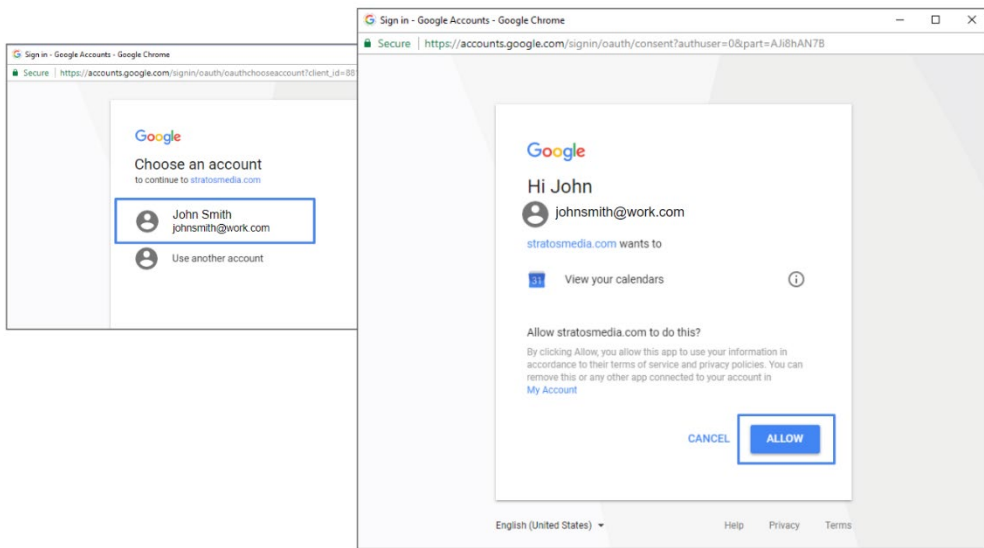 Sign in - Google Accounts - Google Chrome
Secure | https://accounts.google.com/signin/oauth/oauthchooseaccount?client_id=88
Google
Choose an account
to continue to stratosmedia.com
John Smith
johnsmith@work.com
Use another account
Sign in - Google Accounts - Google Chrome
Secure | https://accounts.google.com/signin/oauth/consent?authuser=0&part=AJi8hAN7B
Google
Hi John
johnsmith@work.com
stratosmedia.com wants to
31 View your calendars
Allow stratosmedia.com to do this?
By clicking Allow, you allow this app to use your information in
accordance to their terms of service and privacy policies. You can
remove this or any other app connected to your account in
My Account
CANCEL ALLOW
English (United States) Help Privacy Terms